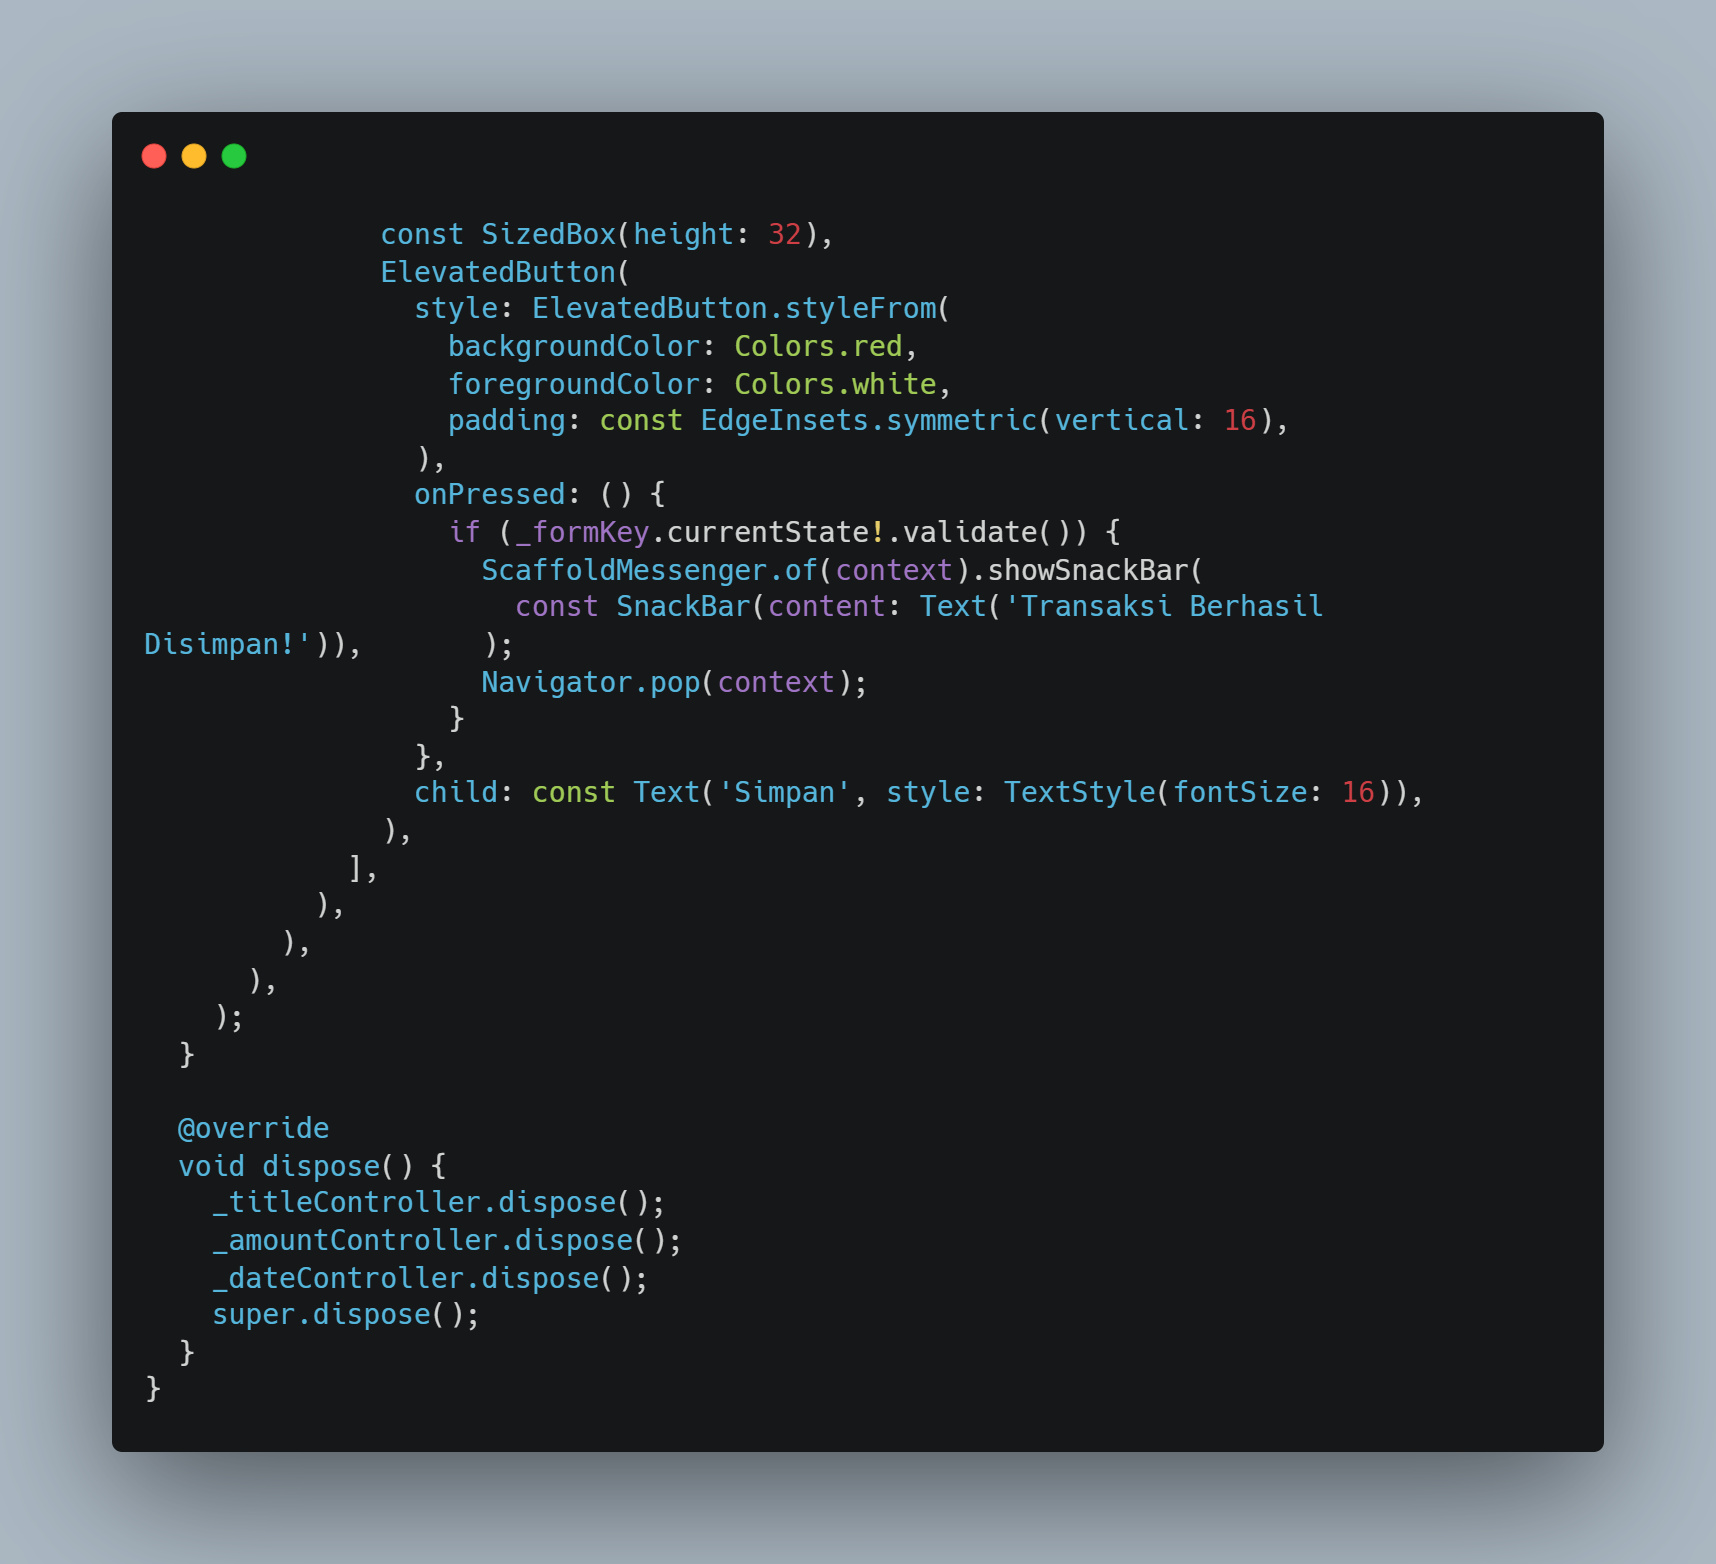 const SizedBox(height: 32),
ElevatedButton(
style: ElevatedButton.styleFrom(
backgroundColor: Colors.red,
foregroundColor: Colors.white,
padding: const EdgeInsets.symmetric(vertical: 16),
),
onPressed: () {
if (_formKey.currentState!.validate()) {
ScaffoldMessenger.of(context).showSnackBar(
const SnackBar(content: Text('Transaksi Berhasil
Disimpan!')),       );
Navigator.pop(context);
}
},
child: const Text('Simpan', style: TextStyle(fontSize: 16)),
),
],
),
),
),
);
}
@override
void dispose() {
_titleController.dispose();
_amountController.dispose();
_dateController.dispose();
super.dispose();
}
}